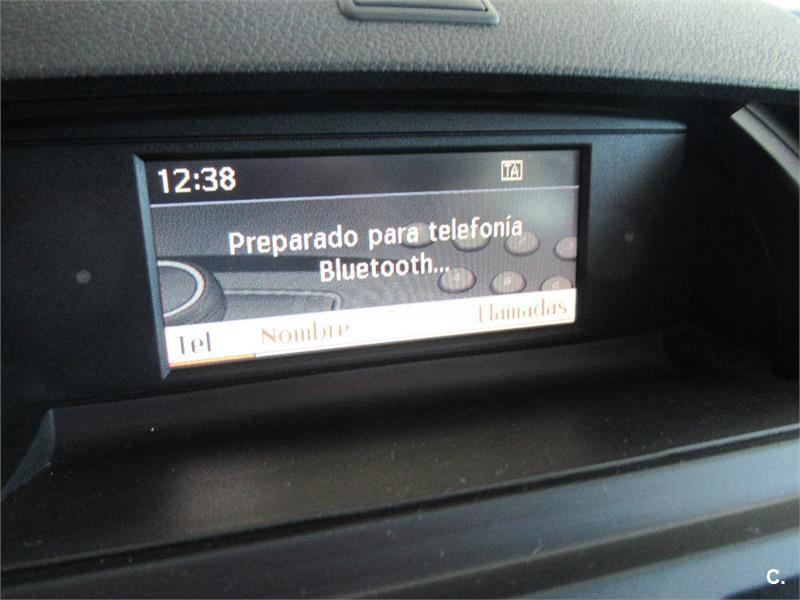 12:38 TA
Preparado para telefonía
Bluetooth...
Tel Nombre Llamadas
C.